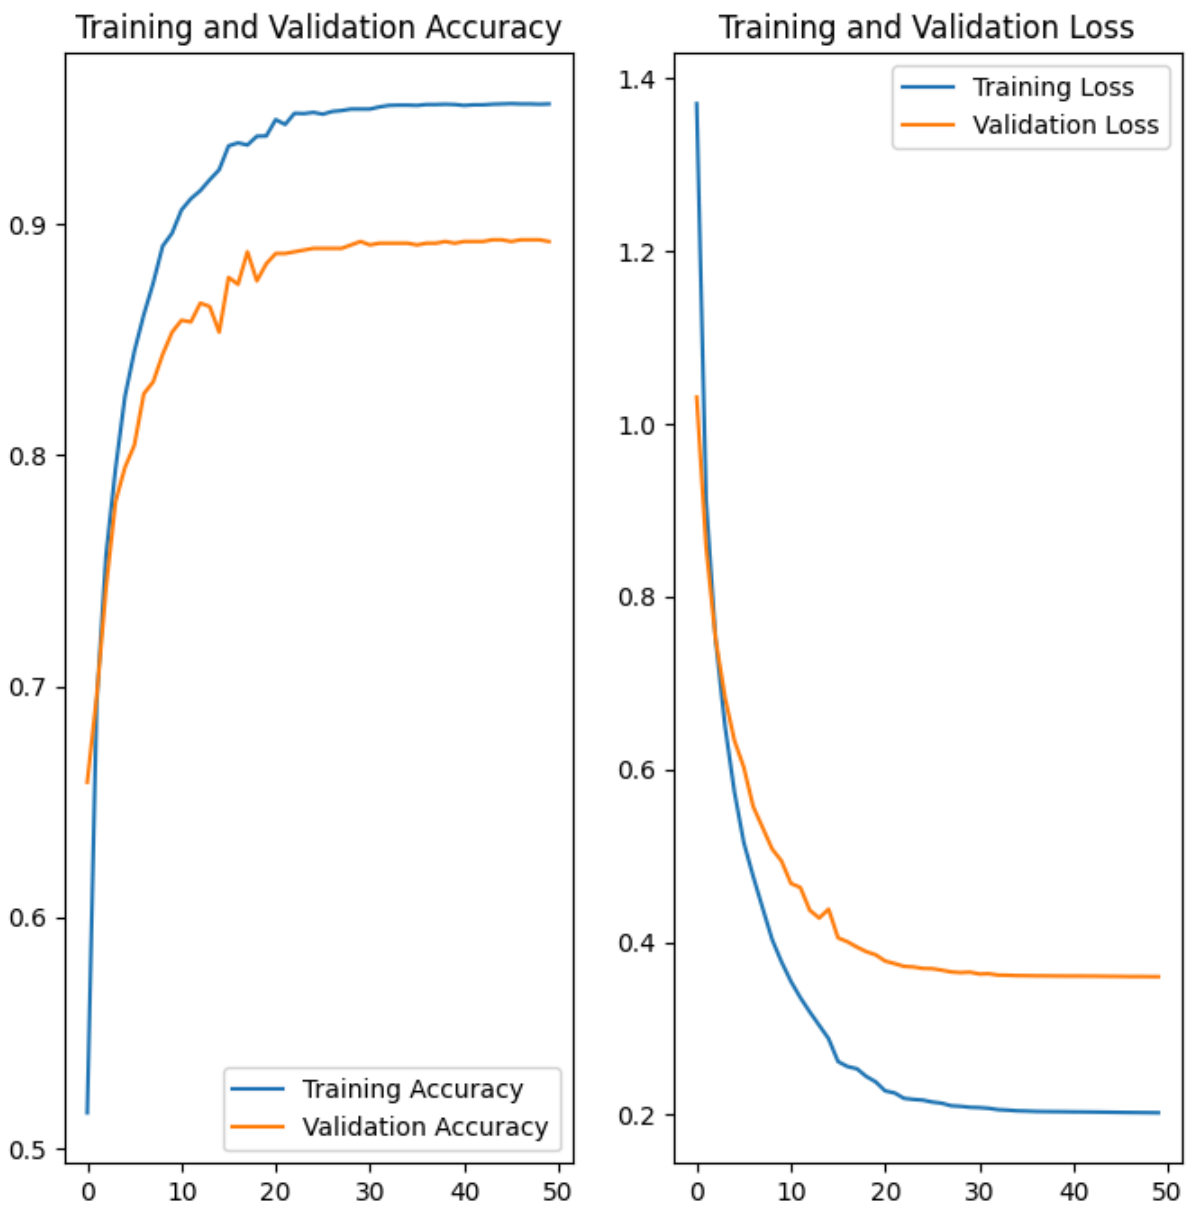 Training and Validation Accuracy
0.9
0.8
0.7
0.6
0.5
0 10 20 30 40 50
Training Accuracy
Validation Accuracy
Training and Validation Loss
1.4
1.2
1.0
0.8
0.6
0.4
0.2
0 10 20 30 40 50
Training Loss
Validation Loss